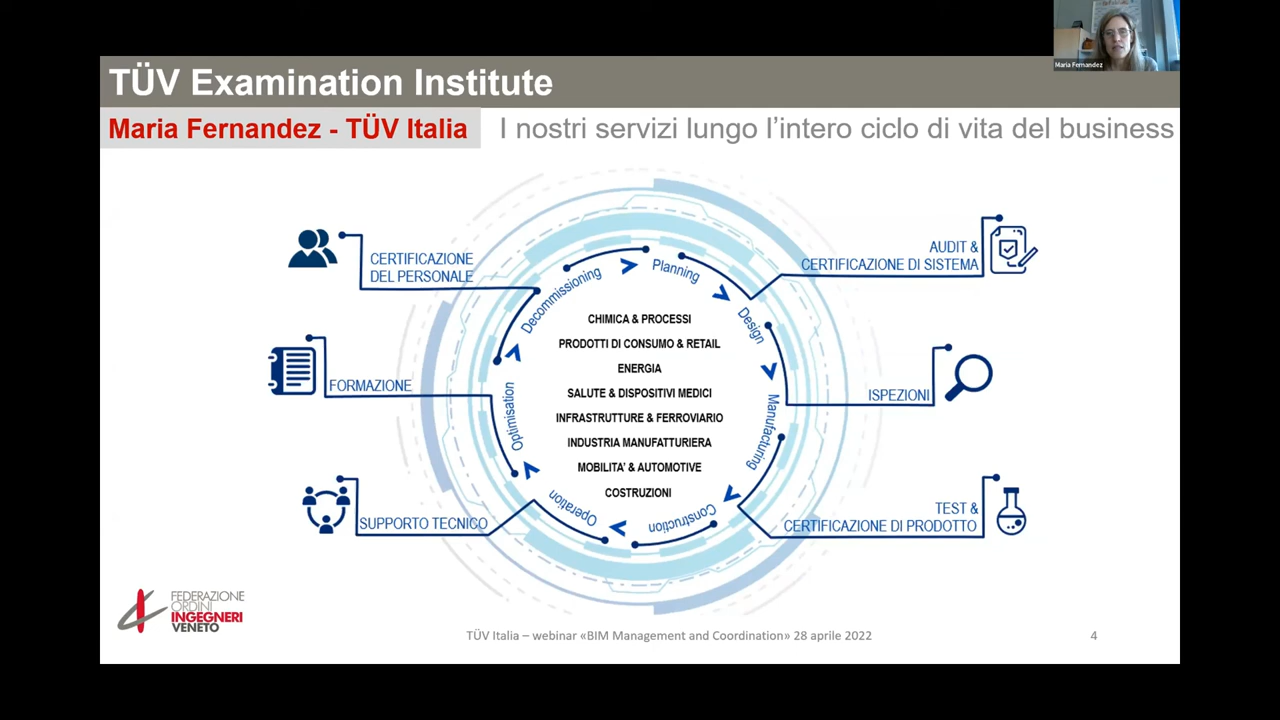 Maria Fernandez
TÜV Examination Institute
Maria Fernandez - TÜV Italia
I nostri servizi lungo l'intero ciclo di vita del business
CERTIFICAZIONE
DEL PERSONALE
FORMAZIONE
SUPPORTO TECNICO
AUDIT &
CERTIFICAZIONE DI SISTEMA
ISPEZIONI
TEST &
CERTIFICAZIONE DI PRODOTTO
Planning
Design
Manufacturing
Construction
Operation
Optimisation
Decommissioning
CHIMICA & PROCESSI
PRODOTTI DI CONSUMO & RETAIL
ENERGIA
SALUTE & DISPOSITIVI MEDICI
INFRASTRUTTURE & FERROVIARIO
INDUSTRIA MANUFATTURIERA
MOBILITA' & AUTOMOTIVE
COSTRUZIONI
FEDERAZIONE
ORDINI
INGEGNERI
VENETO
TÜV Italia – webinar «BIM Management and Coordination» 28 aprile 2022
4